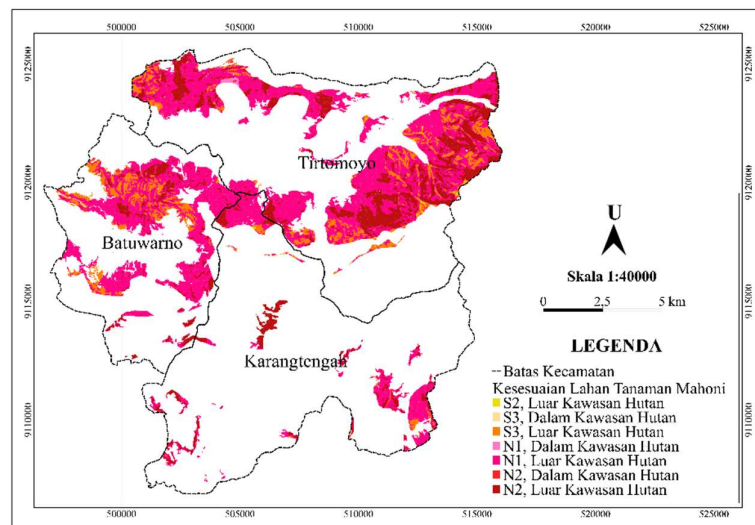 500000 505000 510000 515000 520000 525000
9125000
9125000
Tirtomoyo
9120000
9120000
U
Batuwarno
Skala 1:40000
0 2,5 5 km
9115000
9115000
LEGENDA
Karangtengah
Batas Kecamatan
Kesesuaian Lahan Tanaman Mahoni
S2, Luar Kawasan Hutan
S3, Dalam Kawasan Hutan
S3, Luar Kawasan Hutan
N1, Dalam Kawasan Hutan
N1, Luar Kawasan Hutan
N2, Dalam Kawasan Hutan
N2, Luar Kawasan Hutan
9110000
9110000
500000 505000 510000 515000 520000 525000